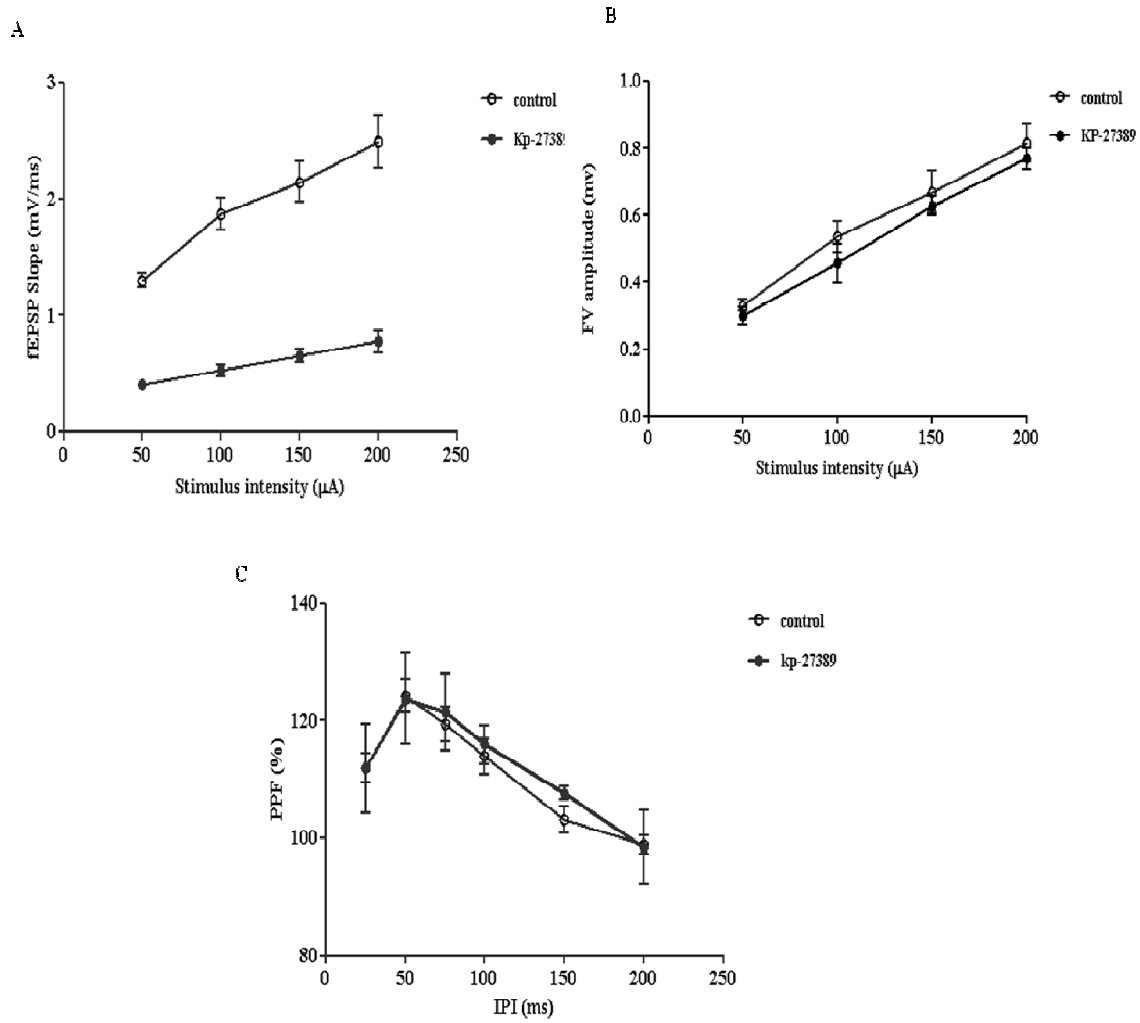 A
3
2
1
0
fEPSP Slope (mV/ms)
0 50 100 150 200 250
Stimulus intensity (µA)
control
Kp-2738
B
1.0
0.8
0.6
0.4
0.2
0.0
FV amplitude (mv)
0 50 100 150 200
Stimulus intensity (µA)
control
KP-27389
C
140
120
100
80
PPF (%)
0 50 100 150 200 250
IPI (ms)
control
kp-27389